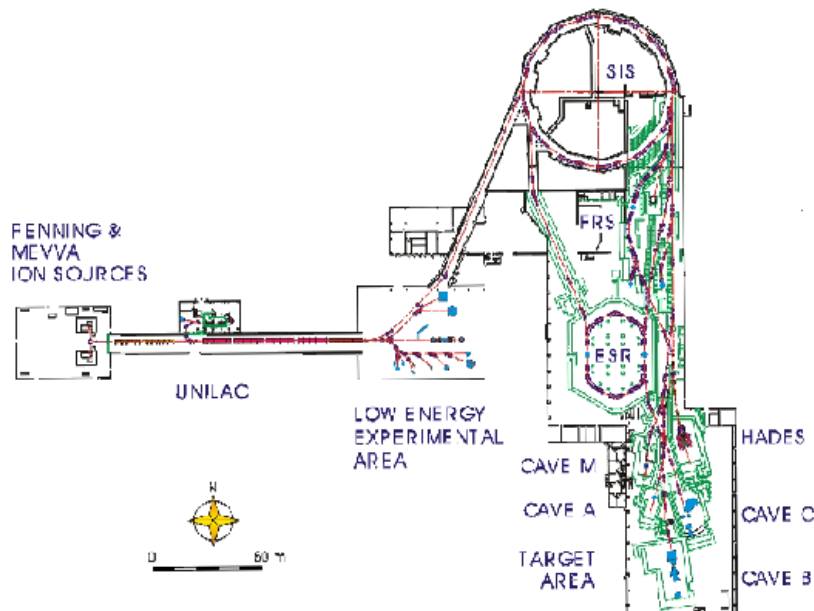 SIS
FRS
PENNING &
MEVVA
ION SOURCES
ESR
UNILAC
LOW ENERGY
EXPERIMENTAL
AREA
HADES
CAVE M
CAVE A
CAVE C
TARGET
AREA
CAVE B
N
0 60 m